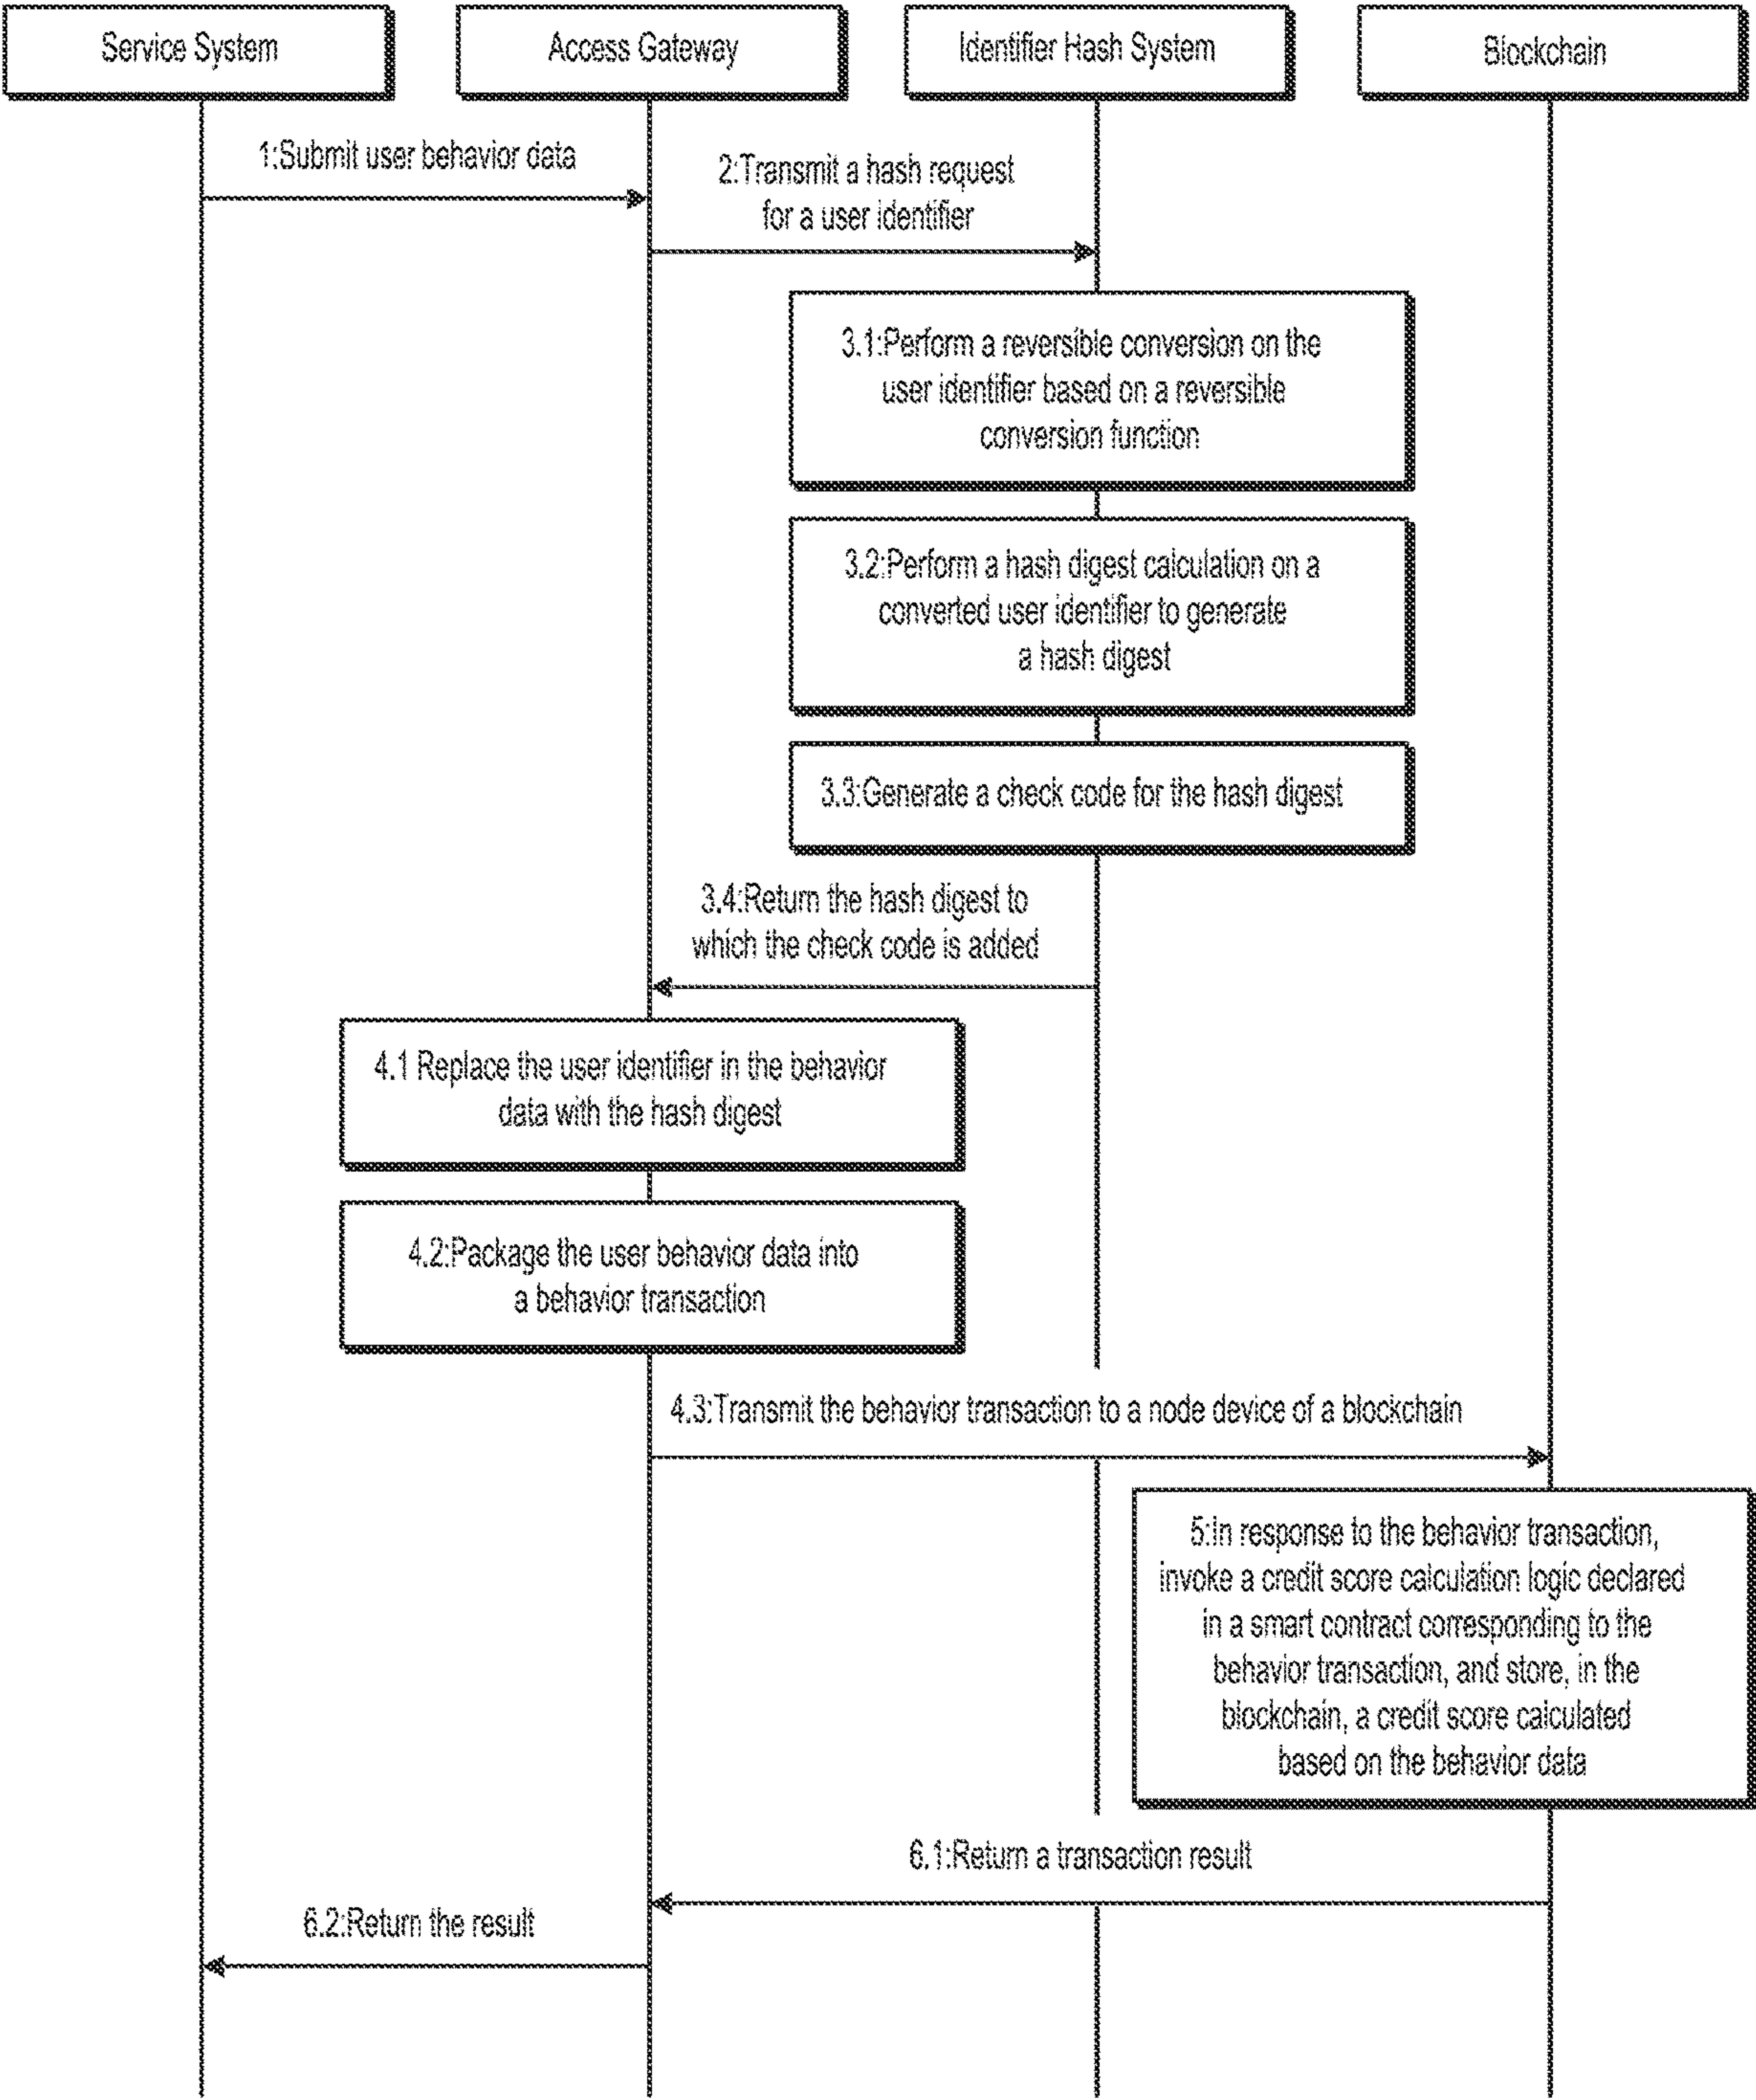 Service System
Access Gateway
Identifier Hash System
Blockchain
1:Submit user behavior data
2:Transmit a hash request
for a user identifier
3.1:Perform a reversible conversion on the
user identifier based on a reversible
conversion function
3.2:Perform a hash digest calculation on a
converted user identifier to generate
a hash digest
3.3:Generate a check code for the hash digest
3.4:Return the hash digest to
which the check code is added
4.1 Replace the user identifier in the behavior
data with the hash digest
4.2:Package the user behavior data into
a behavior transaction
4.3:Transmit the behavior transaction to a node device of a blockchain
5:In response to the behavior transaction,
invoke a credit score calculation logic declared
in a smart contract corresponding to the
behavior transaction, and store, in the
blockchain, a credit score calculated
based on the behavior data
6.1:Return a transaction result
6.2:Return the result